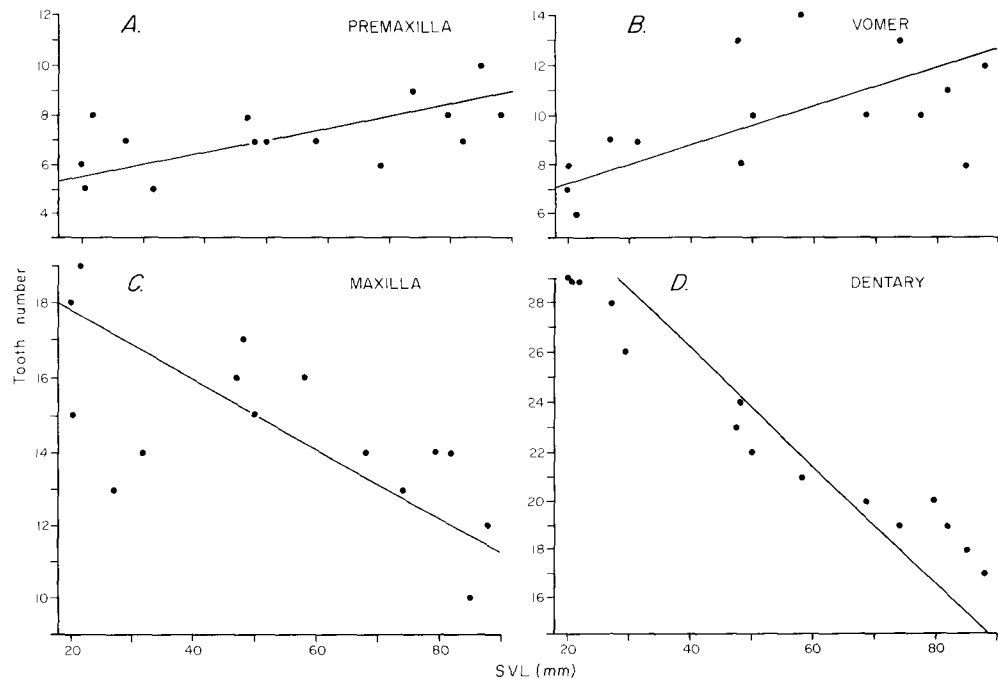 A. PREMAXILLA
12
10
8
6
4
B. VOMER
14
12
10
8
6
C. MAXILLA
18
16
14
12
10
Tooth number
20 40 60 80
D. DENTARY
28
26
24
22
20
18
16
20 40 60 80
SVL (mm)